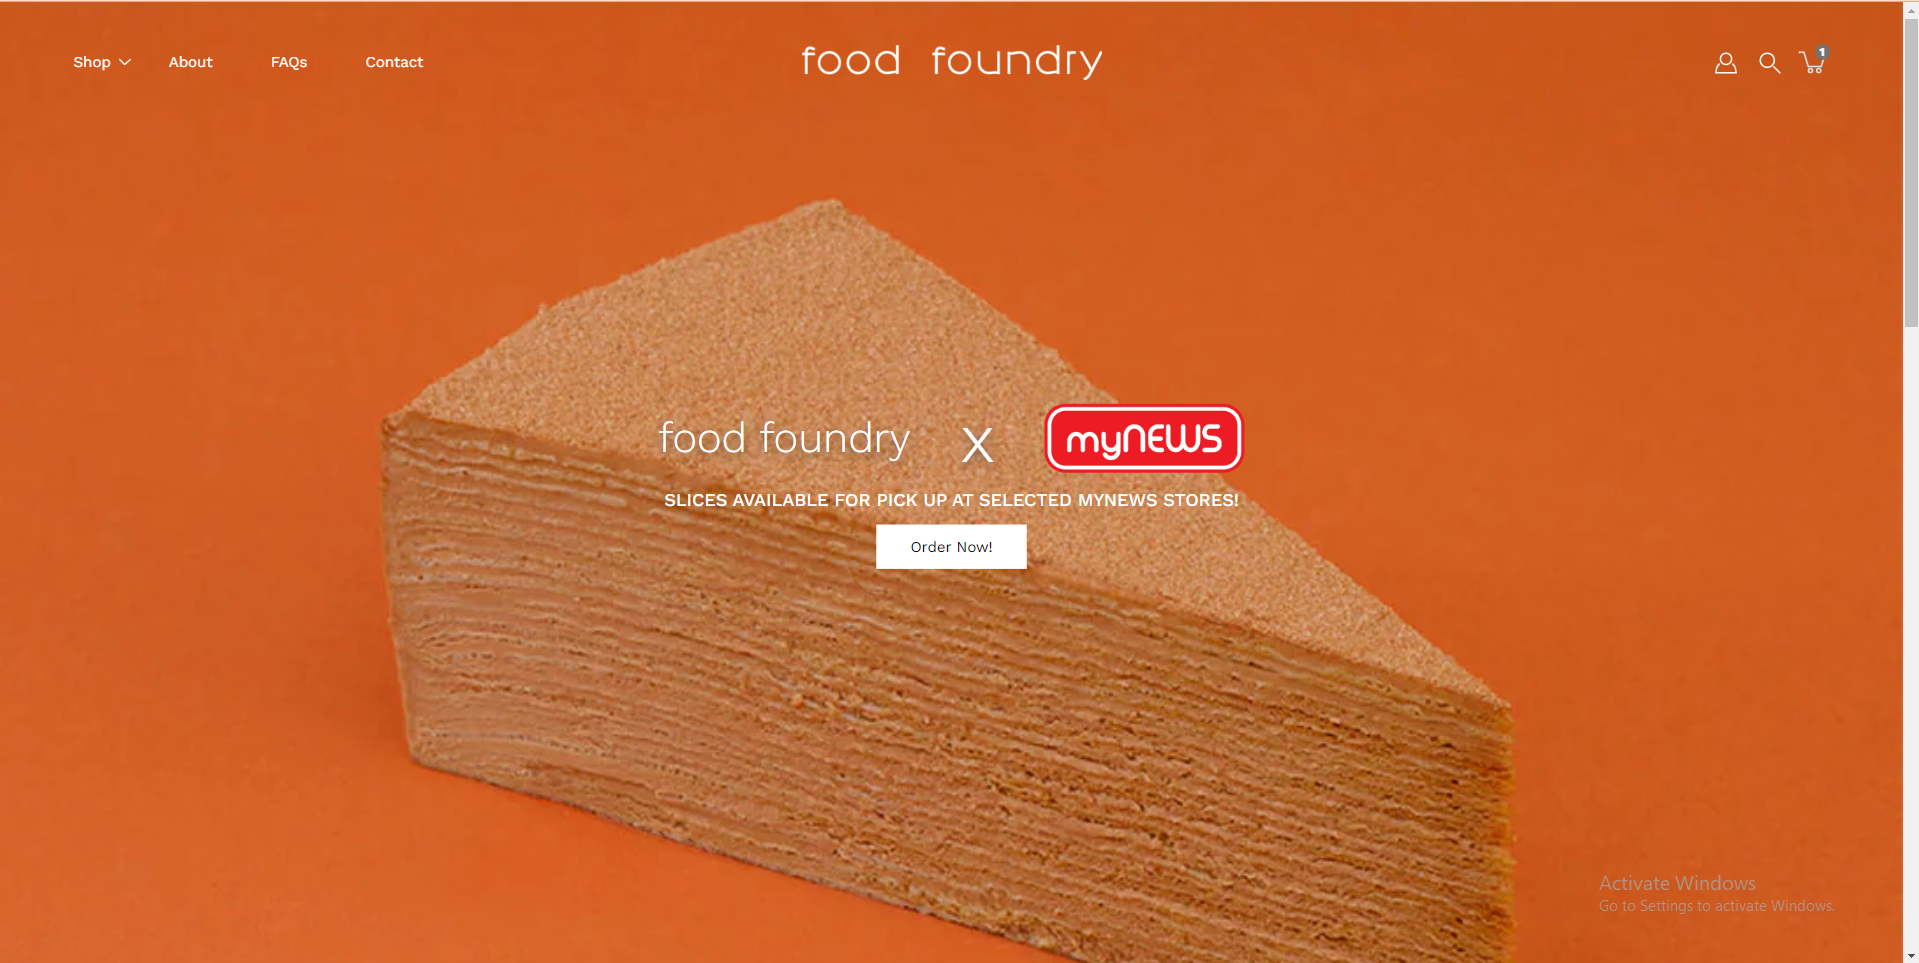 Shop About FAQs Contact
food foundry
1
food foundry X myNEWS
SLICES AVAILABLE FOR PICK UP AT SELECTED MYNEWS STORES!
Order Now!
Activate Windows
Go to Settings to activate Windows.